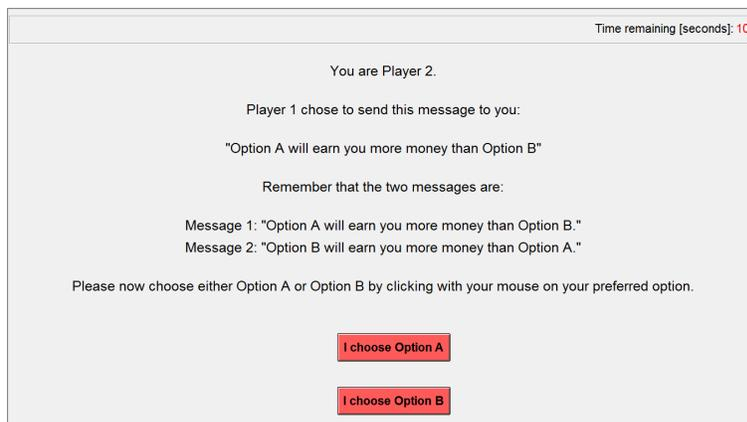 Time remaining [seconds]: 10
You are Player 2.
Player 1 chose to send this message to you:
"Option A will earn you more money than Option B"
Remember that the two messages are:
Message 1: "Option A will earn you more money than Option B."
Message 2: "Option B will earn you more money than Option A."
Please now choose either Option A or Option B by clicking with your mouse on your preferred option.
I choose Option A
I choose Option B